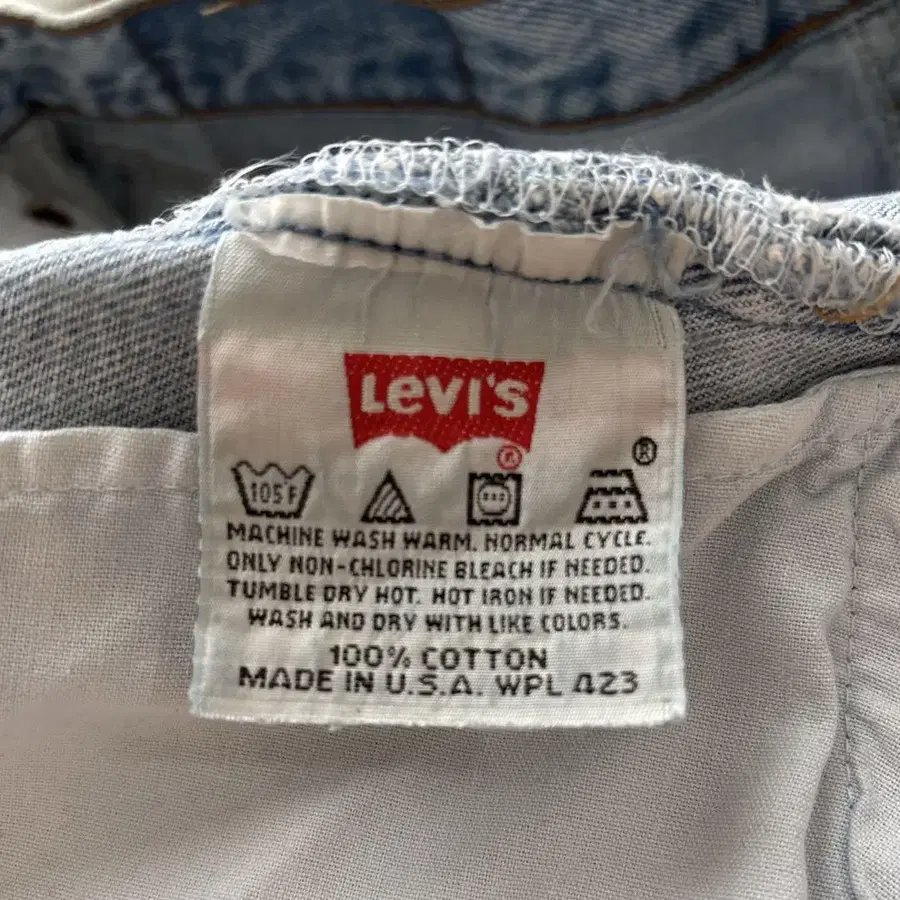 Levi's
®
®
105°F
MACHINE WASH WARM. NORMAL CYCLE.
ONLY NON-CHLORINE BLEACH IF NEEDED.
TUMBLE DRY HOT. HOT IRON IF NEEDED.
WASH AND DRY WITH LIKE COLORS.
100% COTTON
MADE IN U.S.A. WPL 423